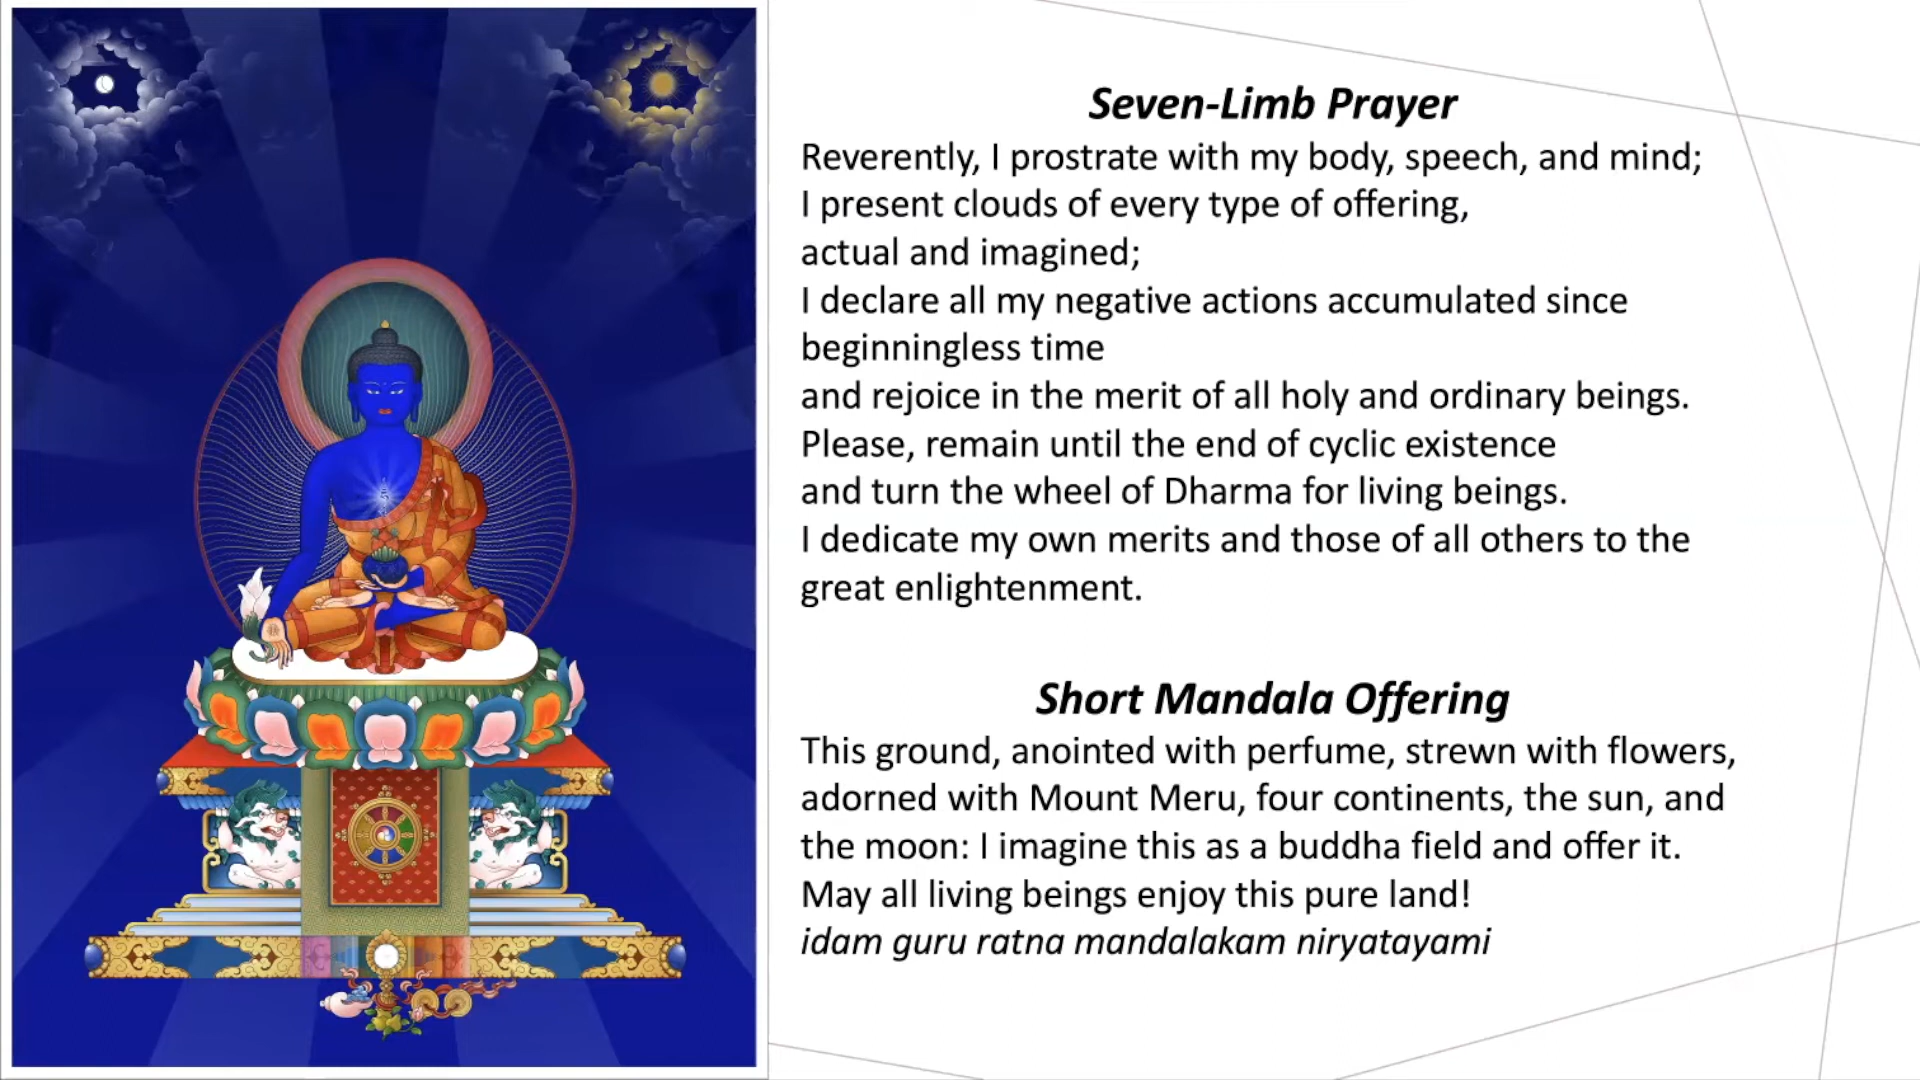 Seven-Limb Prayer
Reverently, I prostrate with my body, speech, and mind;
I present clouds of every type of offering,
actual and imagined;
I declare all my negative actions accumulated since
beginningless time
and rejoice in the merit of all holy and ordinary beings.
Please, remain until the end of cyclic existence
and turn the wheel of Dharma for living beings.
I dedicate my own merits and those of all others to the
great enlightenment.
Short Mandala Offering
This ground, anointed with perfume, strewn with flowers,
adorned with Mount Meru, four continents, the sun, and
the moon: I imagine this as a buddha field and offer it.
May all living beings enjoy this pure land!
idam guru ratna mandalakam niryatayami